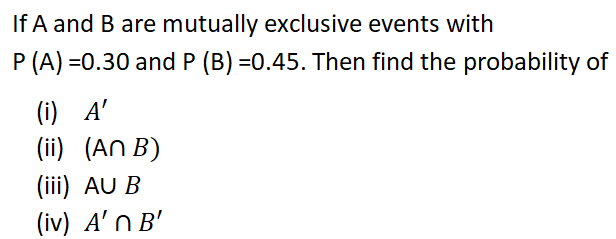 If A and B are mutually exclusive events with
P (A) =0.30 and P (B) =0.45. Then find the probability of
(i) A′
(ii) (A∩ B)
(iii) A∪ B
(iv) A′ ∩ B′